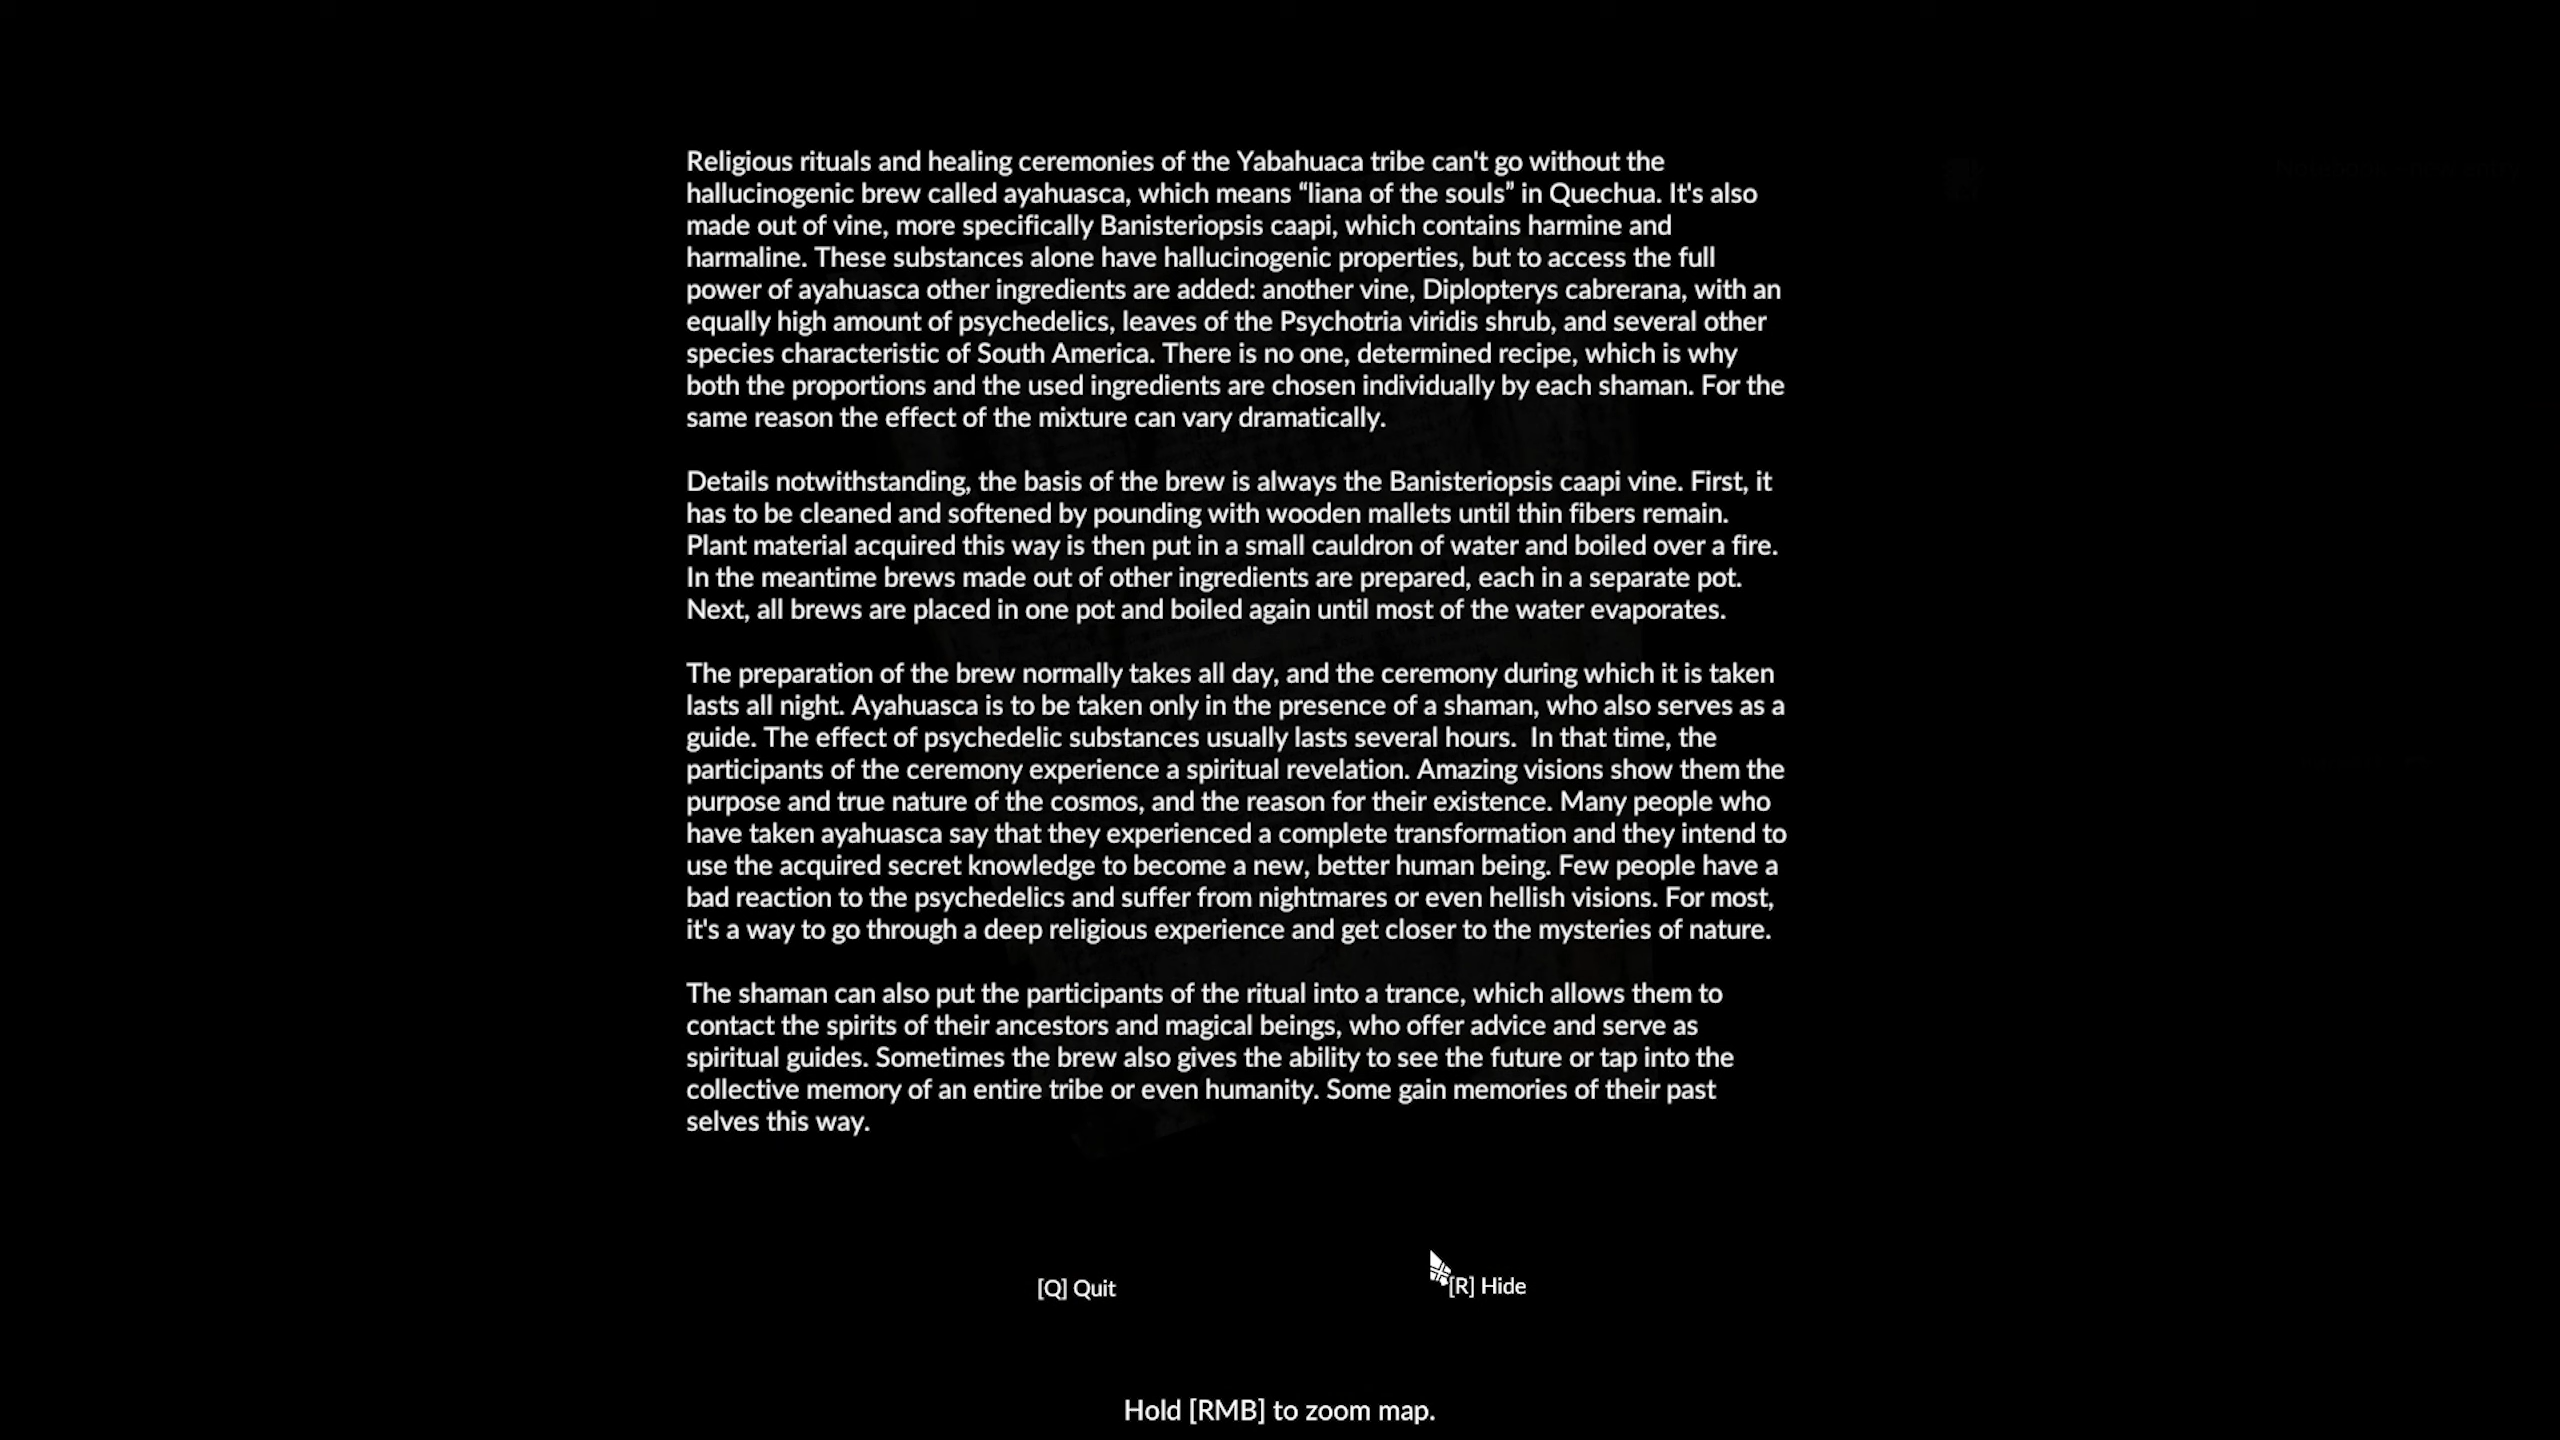 Religious rituals and healing ceremonies of the Yabahuaca tribe can't go without the
hallucinogenic brew called ayahuasca, which means “liana of the souls” in Quechua. It's also
made out of vine, more specifically Banisteriopsis caapi, which contains harmine and
harmaline. These substances alone have hallucinogenic properties, but to access the full
power of ayahuasca other ingredients are added: another vine, Diplopterys cabrerana, with an
equally high amount of psychedelics, leaves of the Psychotria viridis shrub, and several other
species characteristic of South America. There is no one, determined recipe, which is why
both the proportions and the used ingredients are chosen individually by each shaman. For the
same reason the effect of the mixture can vary dramatically.
Details notwithstanding, the basis of the brew is always the Banisteriopsis caapi vine. First, it
has to be cleaned and softened by pounding with wooden mallets until thin fibers remain.
Plant material acquired this way is then put in a small cauldron of water and boiled over a fire.
In the meantime brews made out of other ingredients are prepared, each in a separate pot.
Next, all brews are placed in one pot and boiled again until most of the water evaporates.
The preparation of the brew normally takes all day, and the ceremony during which it is taken
lasts all night. Ayahuasca is to be taken only in the presence of a shaman, who also serves as a
guide. The effect of psychedelic substances usually lasts several hours.  In that time, the
participants of the ceremony experience a spiritual revelation. Amazing visions show them the
purpose and true nature of the cosmos, and the reason for their existence. Many people who
have taken ayahuasca say that they experienced a complete transformation and they intend to
use the acquired secret knowledge to become a new, better human being. Few people have a
bad reaction to the psychedelics and suffer from nightmares or even hellish visions. For most,
it's a way to go through a deep religious experience and get closer to the mysteries of nature.
The shaman can also put the participants of the ritual into a trance, which allows them to
contact the spirits of their ancestors and magical beings, who offer advice and serve as
spiritual guides. Sometimes the brew also gives the ability to see the future or tap into the
collective memory of an entire tribe or even humanity. Some gain memories of their past
selves this way.
[Q] Quit
[R] Hide
Hold [RMB] to zoom map.